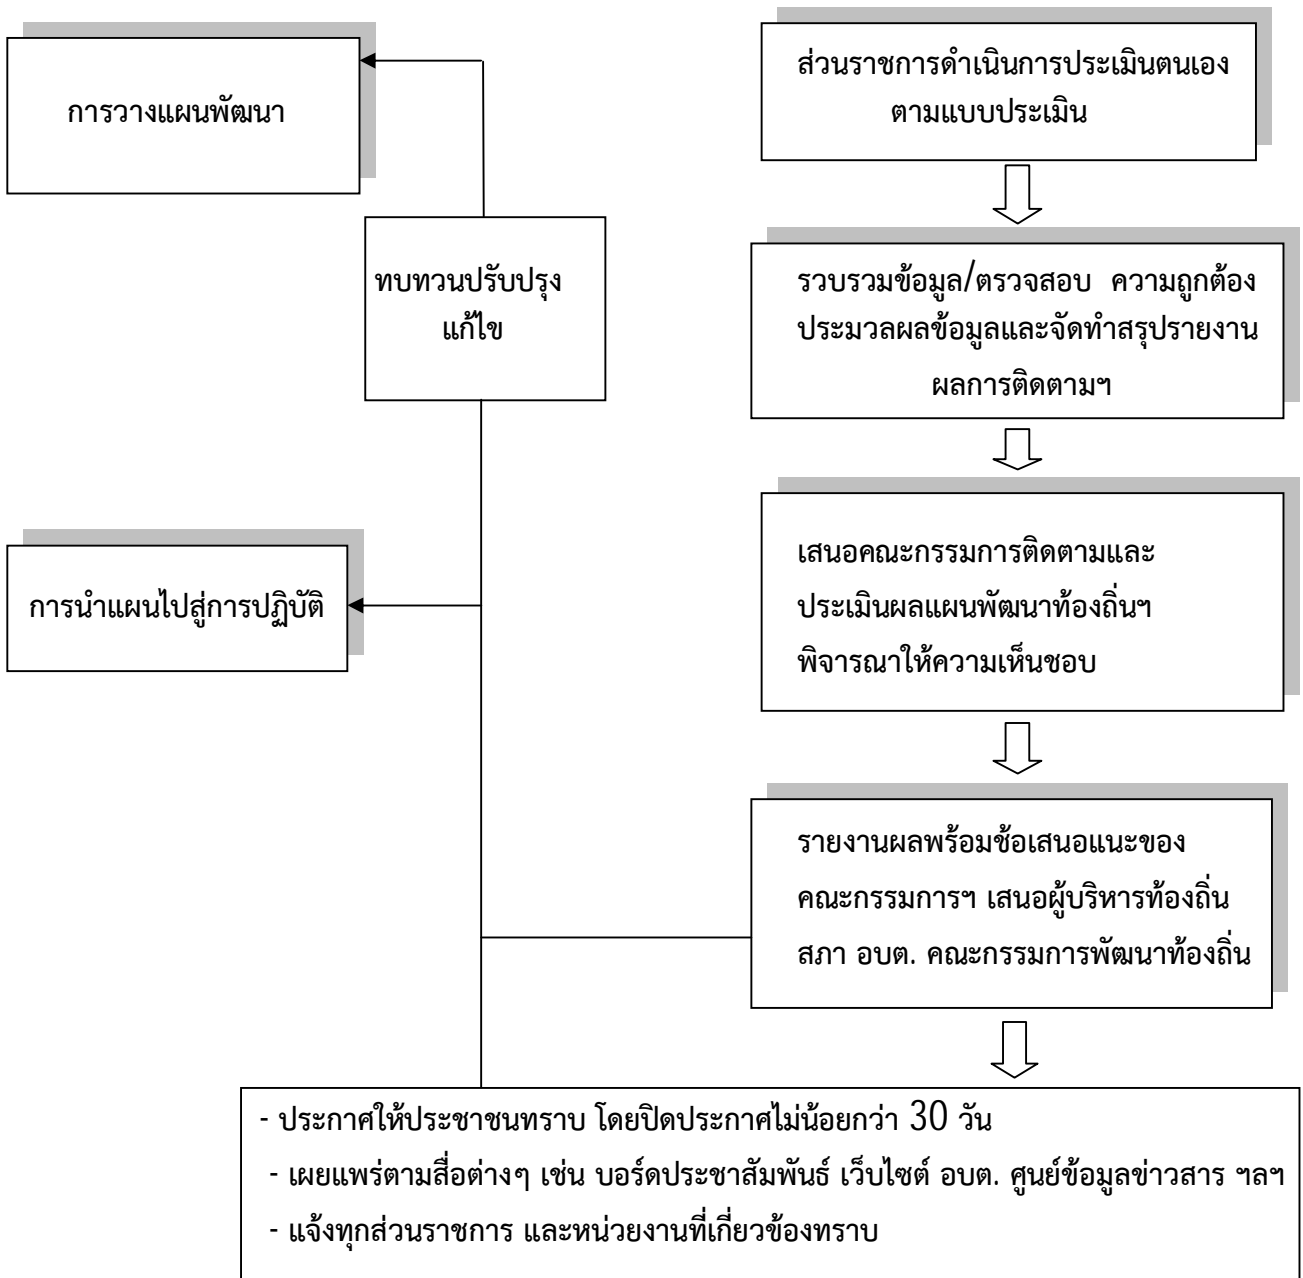 การวางแผนพัฒนา
ทบทวนปรับปรุง
แก้ไข
การนำแผนไปสู่การปฏิบัติ
ส่วนราชการดำเนินการประเมินตนเอง
ตามแบบประเมิน
รวบรวมข้อมูล/ตรวจสอบ ความถูกต้อง
ประมวลผลข้อมูลและจัดทำสรุปรายงาน
ผลการติดตามฯ
เสนอคณะกรรมการติดตามและ
ประเมินผลแผนพัฒนาท้องถิ่นฯ
พิจารณาให้ความเห็นชอบ
รายงานผลพร้อมช้อเสนอแนะของ
คณะกรรมการฯ เสนอผู้บริหารท้องถิ่น
สภา อบต. คณะกรรมการพัฒนาท้องถิ่น
- ประกาศให้ประชาชนทราบ โดยปิดประกาศไม่น้อยกว่า 30 วัน
- เผยแพร่ตามสื่อต่างๆ เช่น บอร์ดประชาสัมพันธ์ เว็บไซต์ อบต. ศูนย์ข้อมูลข่าวสาร ฯลฯ
- แจ้งทุกส่วนราชการ และหน่วยงานที่เกี่ยวข้องทราบ